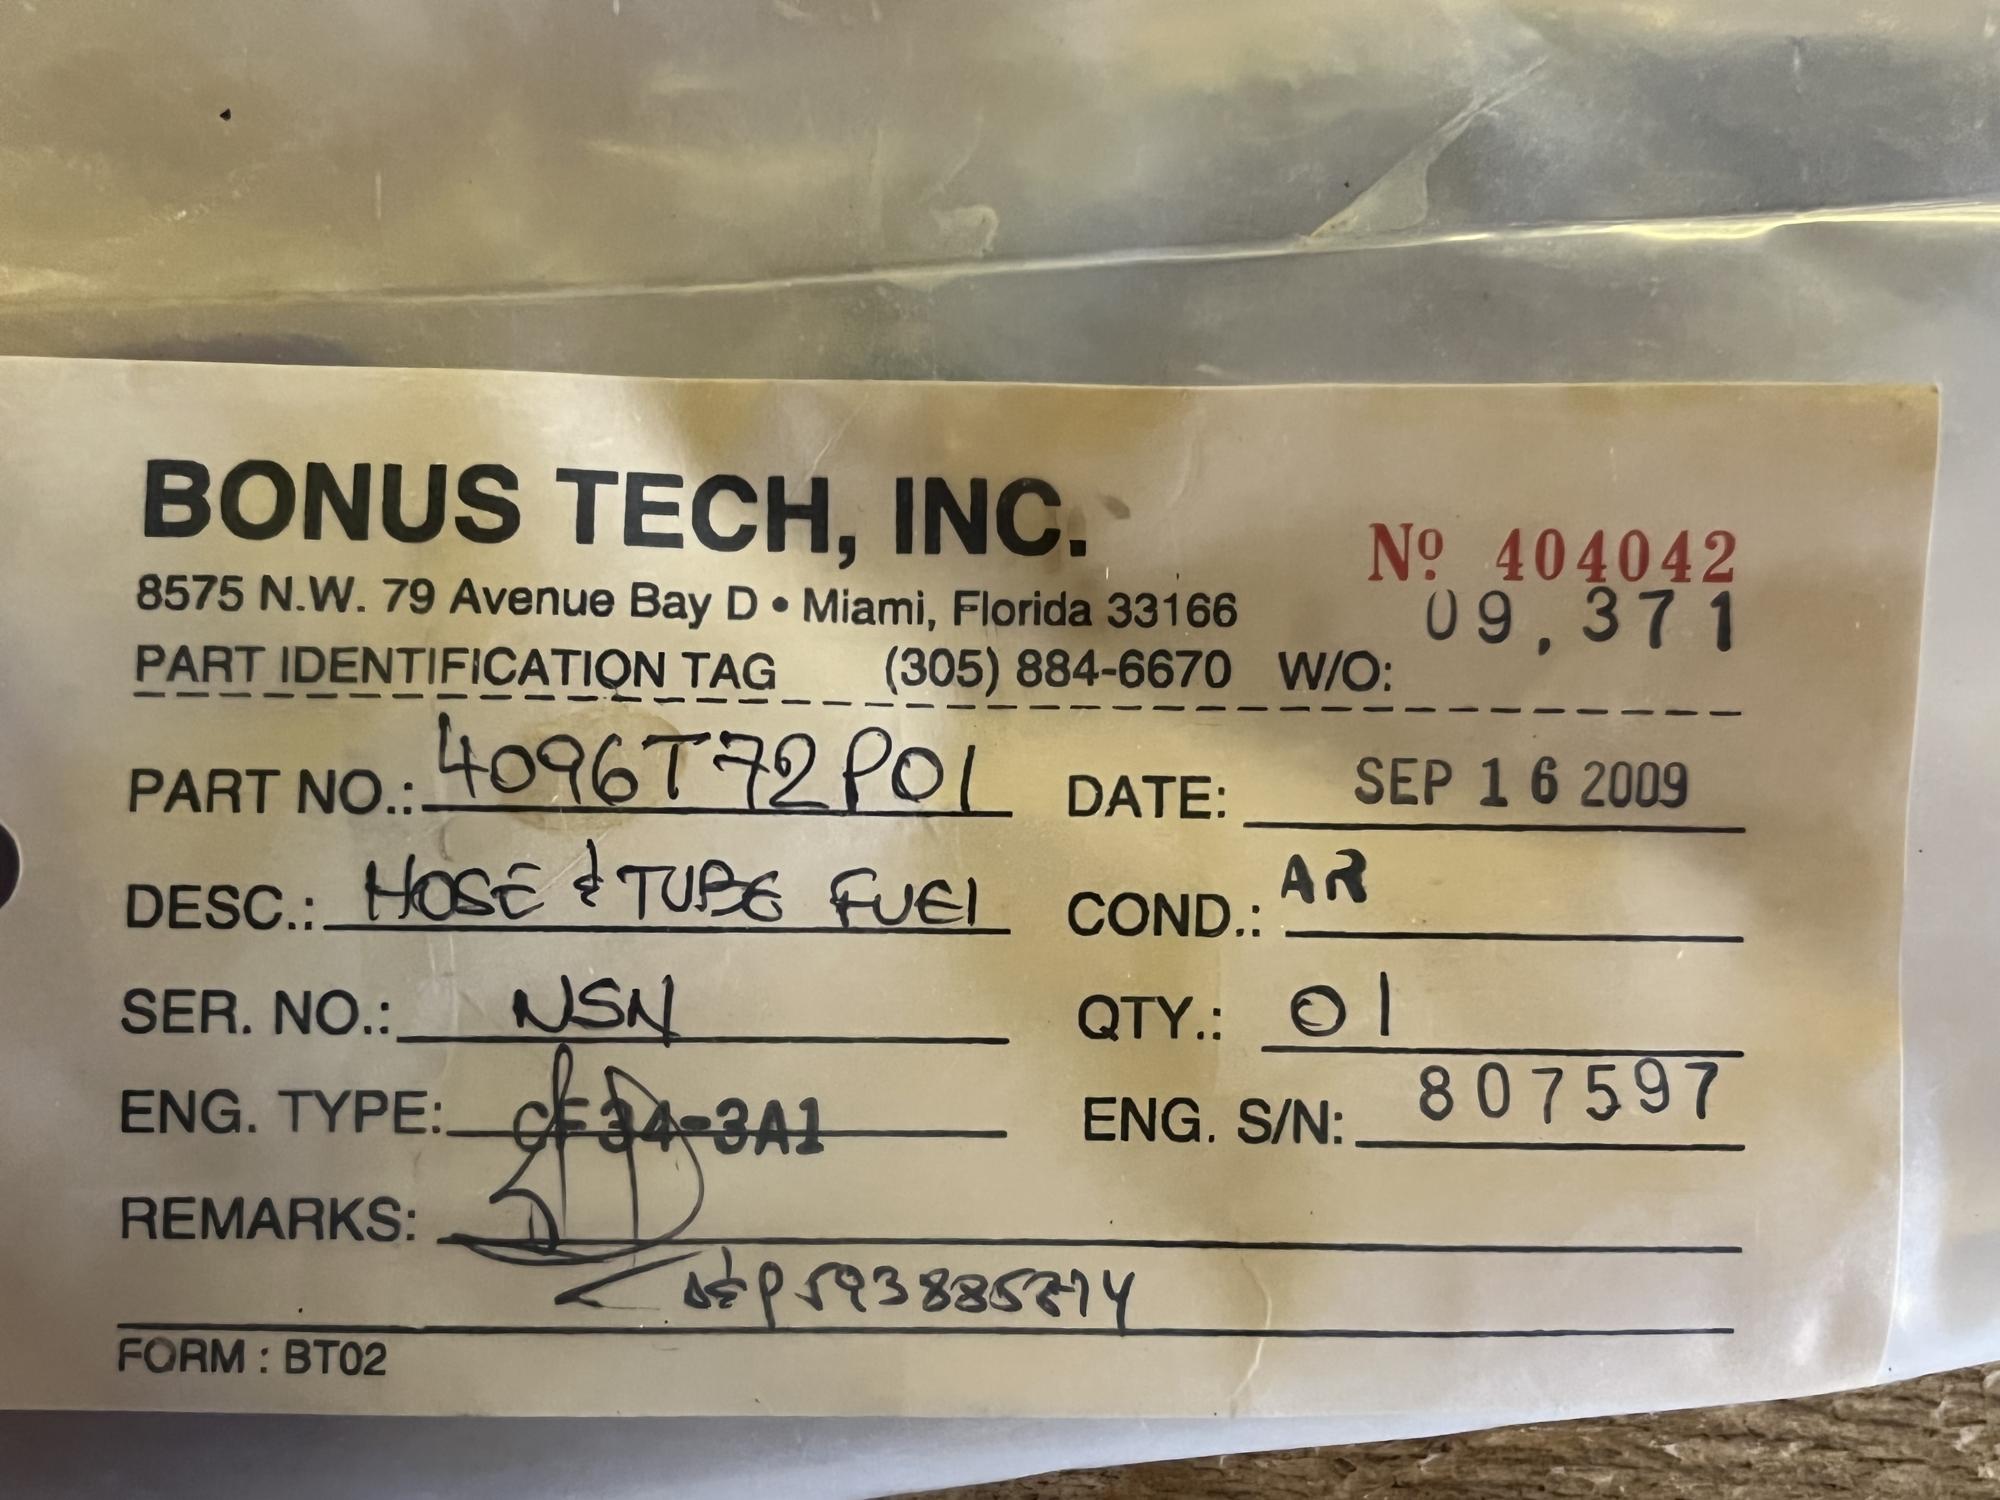 BONUS TECH, INC.
Nº 404042
8575 N.W. 79 Avenue Bay D • Miami, Florida 33166
09,371
PART IDENTIFICATION TAG (305) 884-6670 W/O:
PART NO.: 4096T72P01 DATE: SEP 16 2009
DESC.: HOSE & TUBE FUEl COND.: AR
SER. NO.: NSN QTY.: 01
ENG. TYPE: CF34-3A1 ENG. S/N: 807597
REMARKS:
FORM : BT02